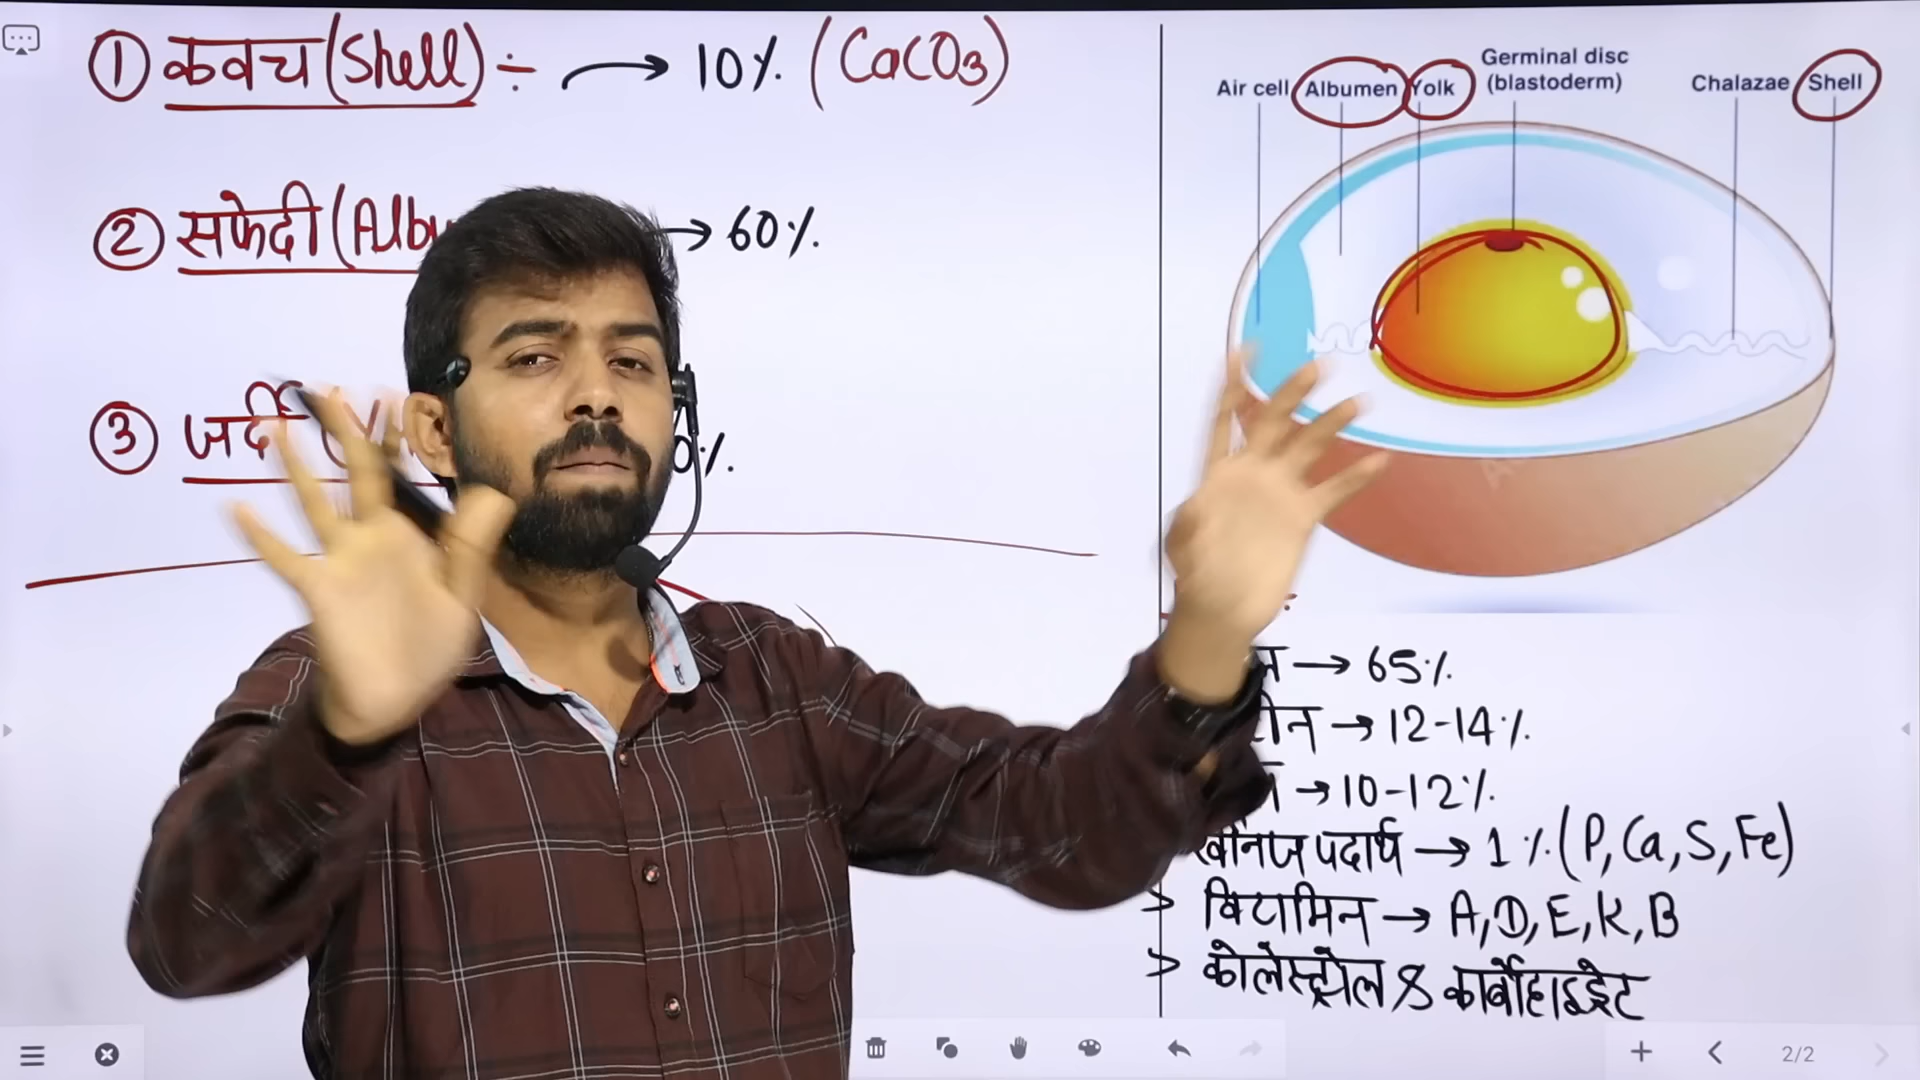 ① कवच (Shell) ÷ → 10% (CaCO3)
② सफेदी (Albu → 60%
③ जर्दी 0%
Air cell Albumen Yolk Germinal disc (blastoderm) Chalazae Shell
→ 65%
→ 12-14%
→ 10-12%
खनिज पदार्थ → 1% (P, Ca, S, Fe)
> विटामिन → A, D, E, K, B
> कोलेस्ट्रोल & कार्बोहाइड्रेट
2/2